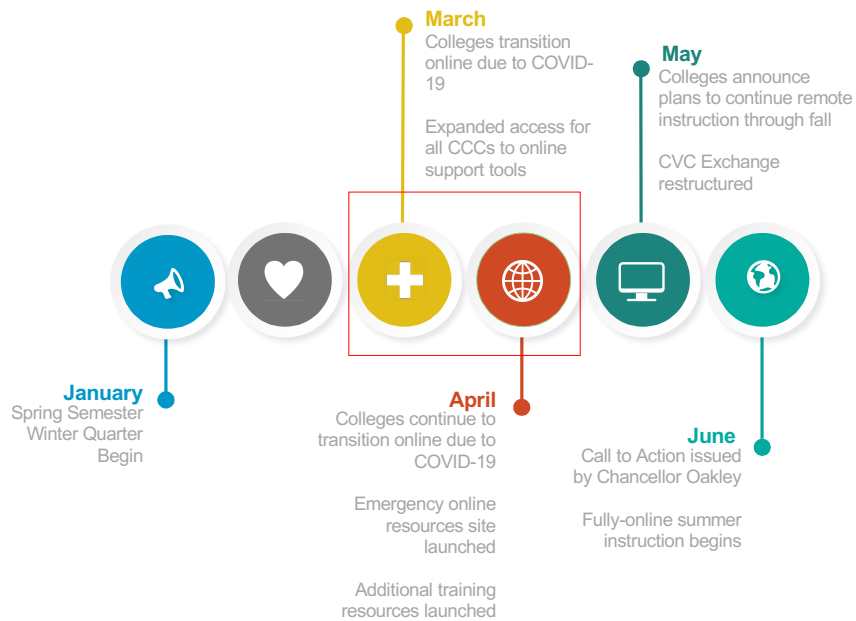 March
Colleges transition
online due to COVID-
19
Expanded access for
all CCCs to online
support tools
May
Colleges announce
plans to continue remote
instruction through fall
CVC Exchange
restructured
January
Spring Semester
Winter Quarter
Begin
April
Colleges continue to
transition online due to
COVID-19
Emergency online
resources site
launched
Additional training
resources launched
June
Call to Action issued
by Chancellor Oakley
Fully-online summer
instruction begins